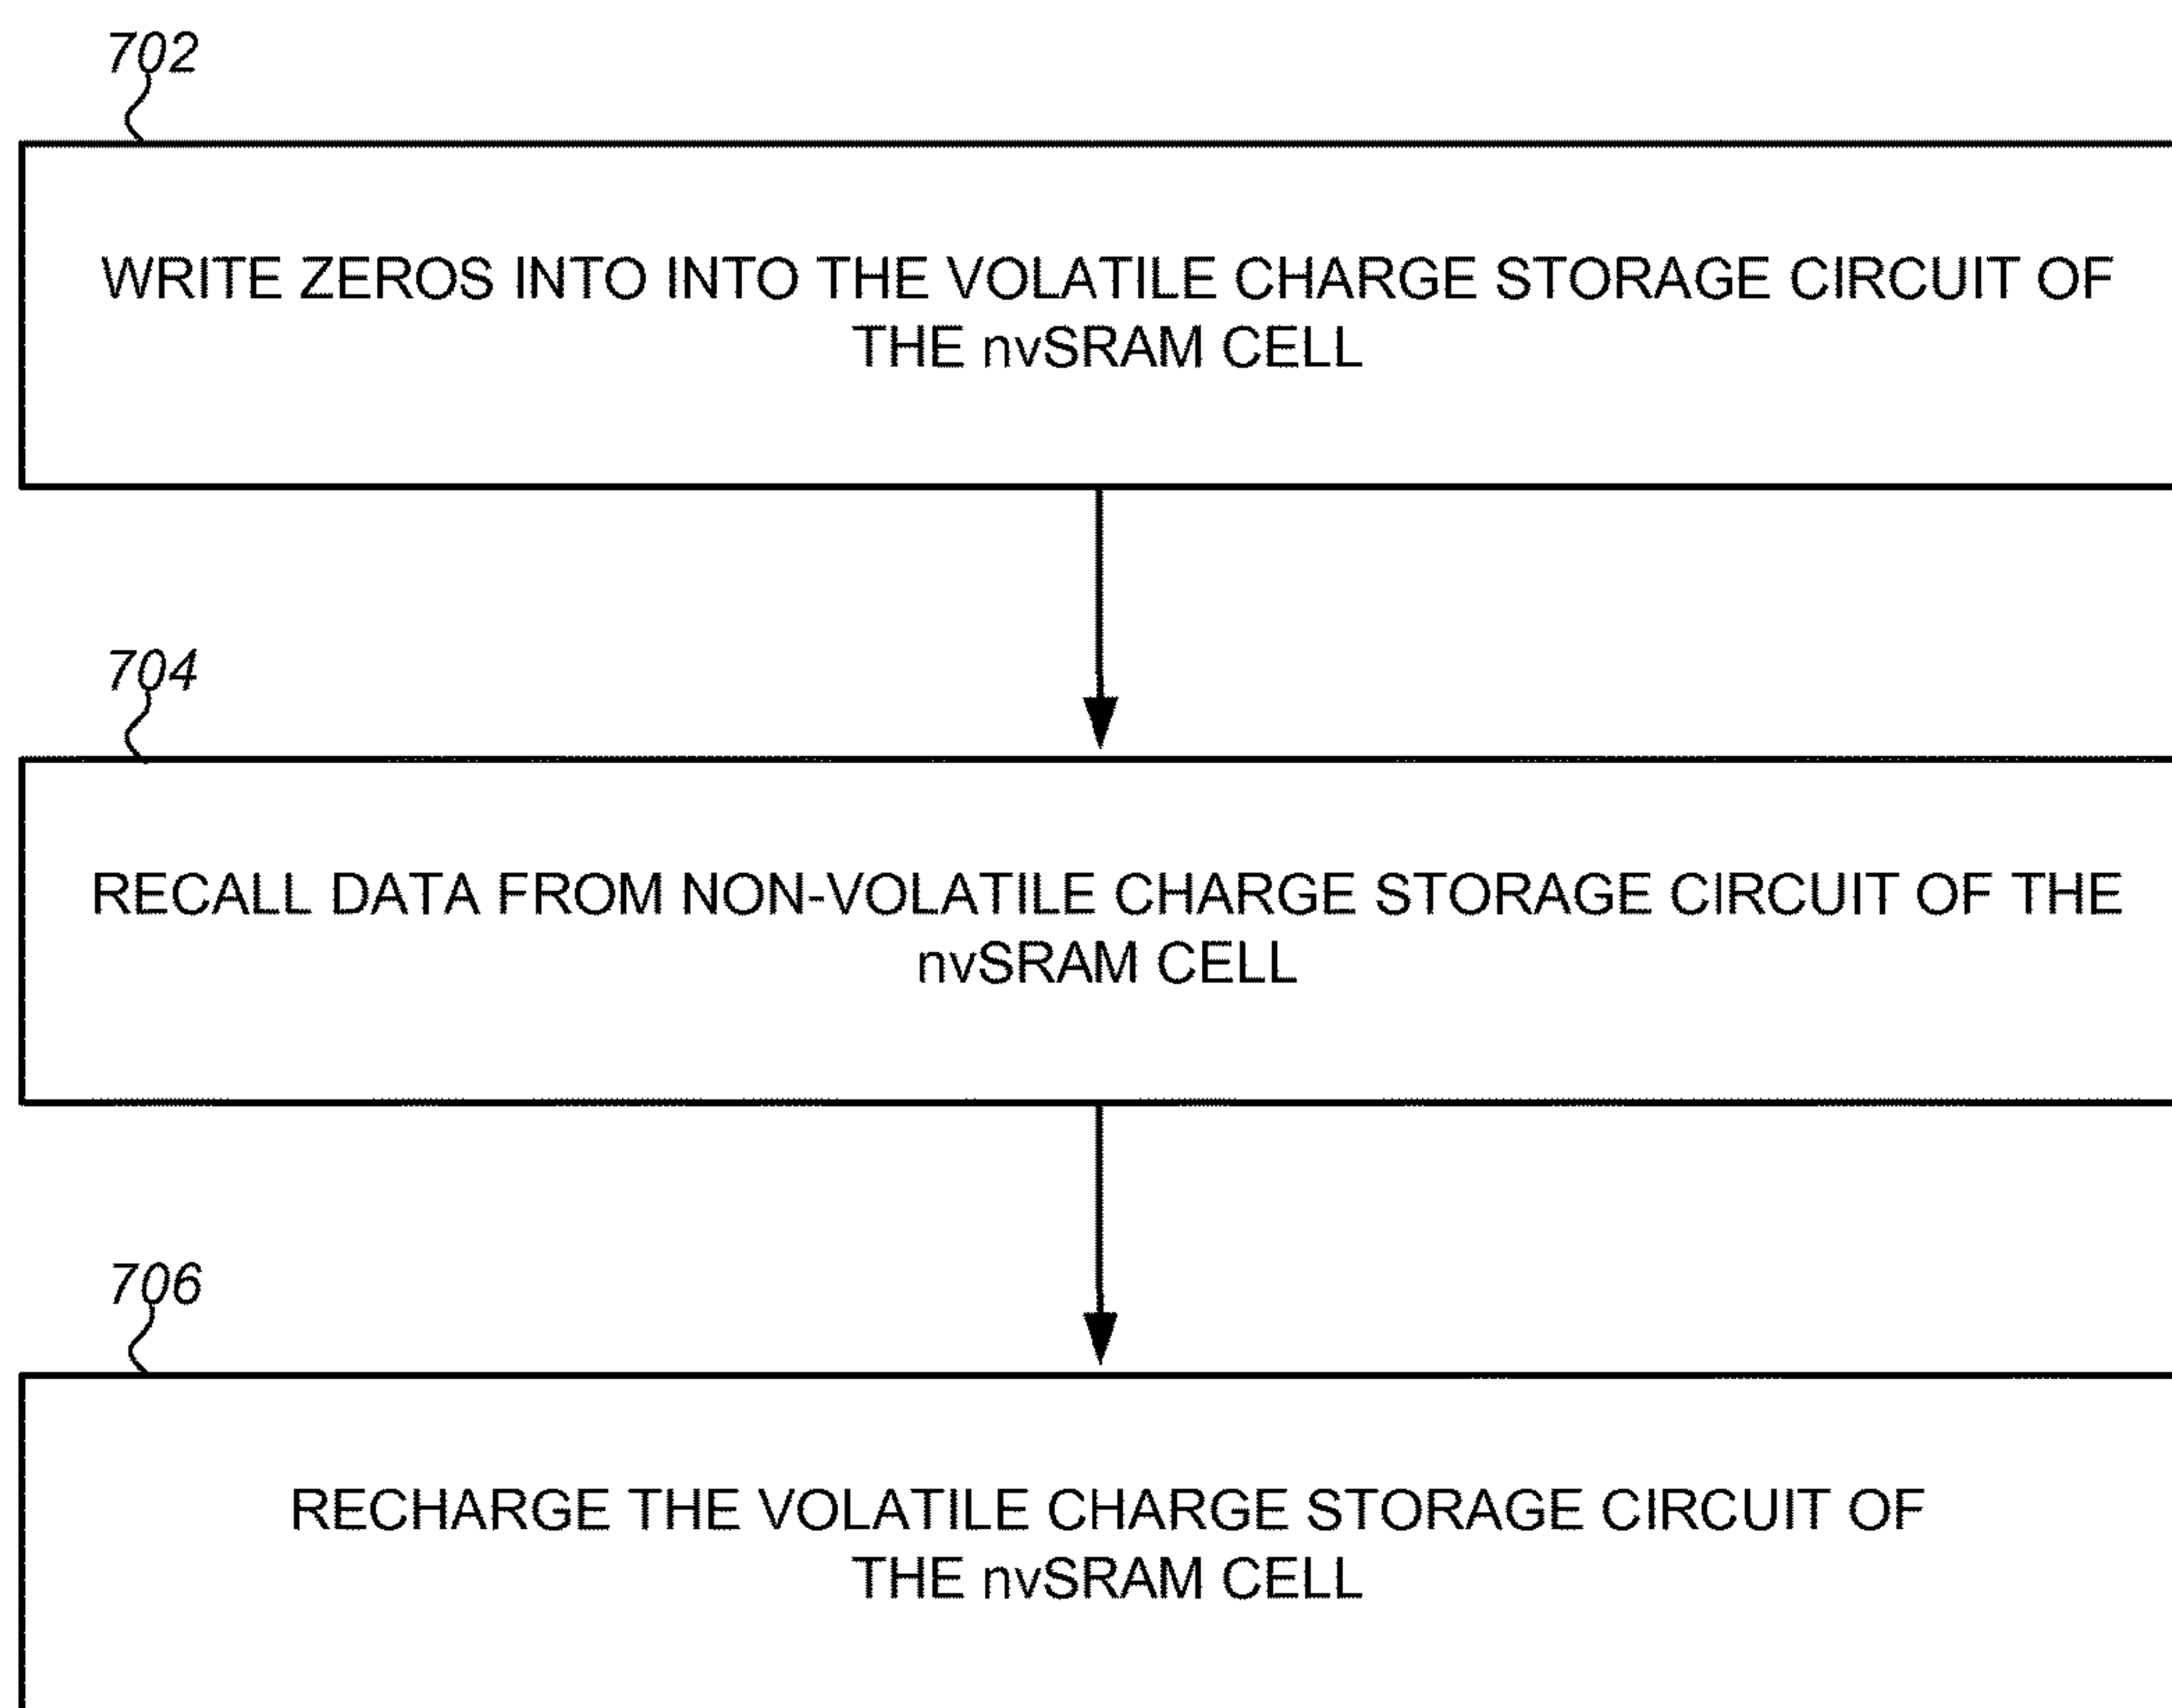 702
WRITE ZEROS INTO INTO THE VOLATILE CHARGE STORAGE CIRCUIT OF
THE nvSRAM CELL
704
RECALL DATA FROM NON-VOLATILE CHARGE STORAGE CIRCUIT OF THE
nvSRAM CELL
706
RECHARGE THE VOLATILE CHARGE STORAGE CIRCUIT OF
THE nvSRAM CELL